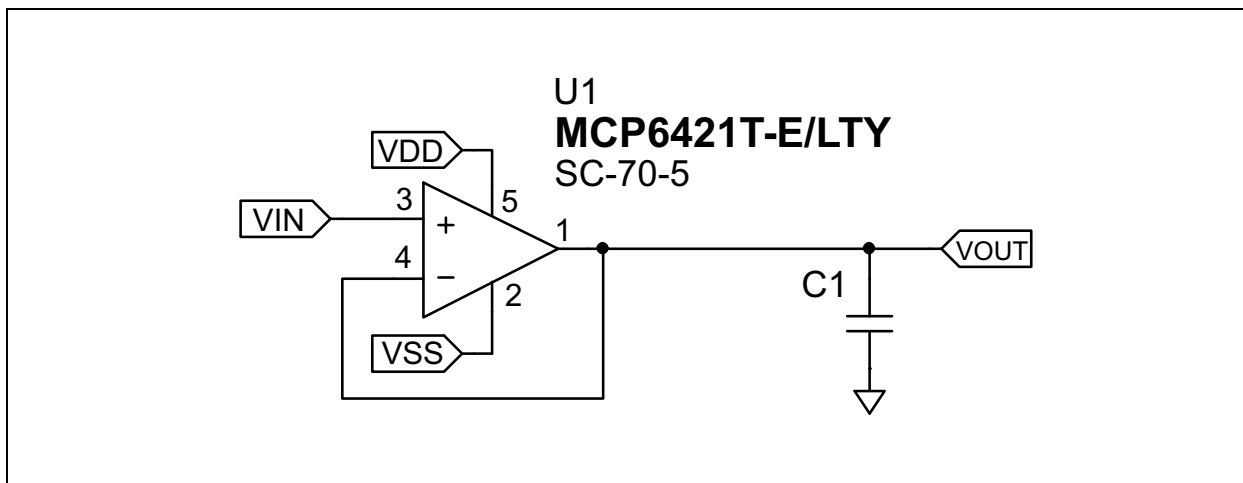 U1
MCP6421T-E/LTY
SC-70-5
VDD
VIN
3
5
+
1
4
−
2
VOUT
C1
VSS